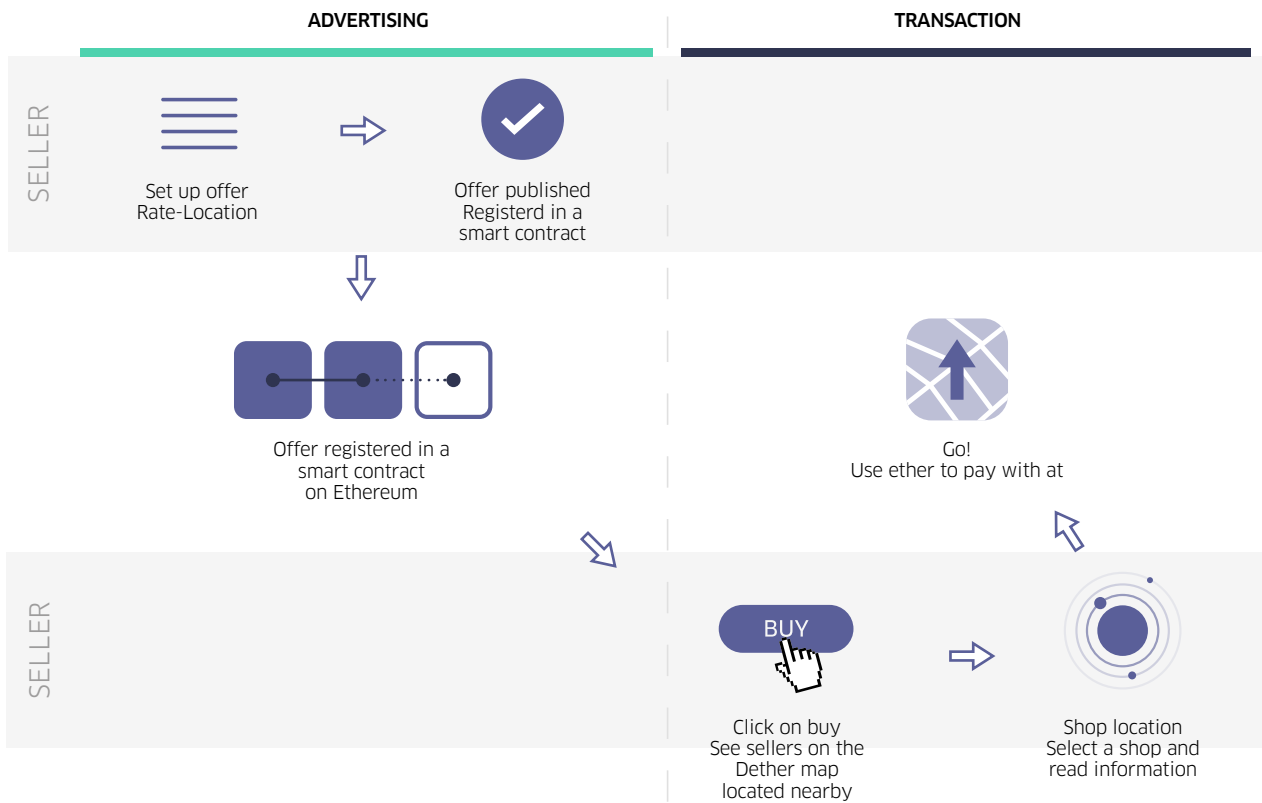 ADVERTISING
TRANSACTION
SELLER
Set up offer
Rate-Location
Offer published
Registerd in a
smart contract
Offer registered in a
smart contract
on Ethereum
Go!
Use ether to pay with at
SELLER
BUY
Click on buy
See sellers on the
Dether map
located nearby
Shop location
Select a shop and
read information